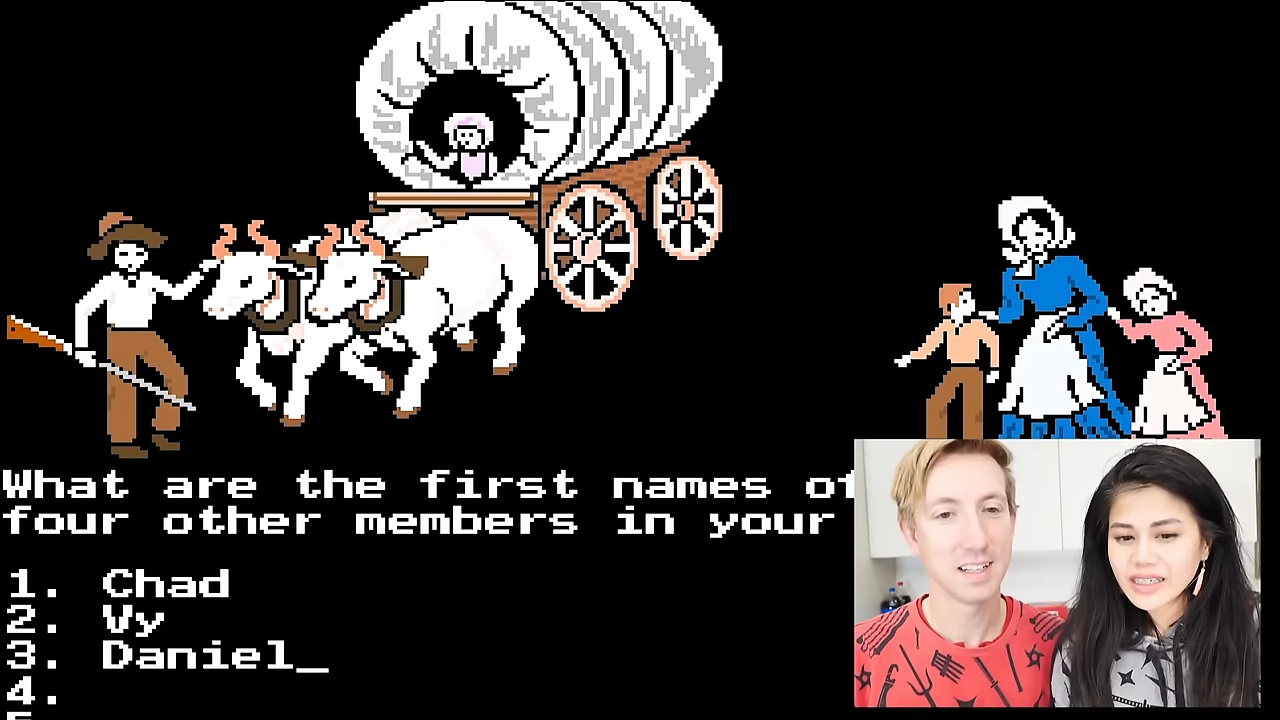 What are the first names of
four other members in your
1. Chad
2. Vy
3. Daniel_
4.